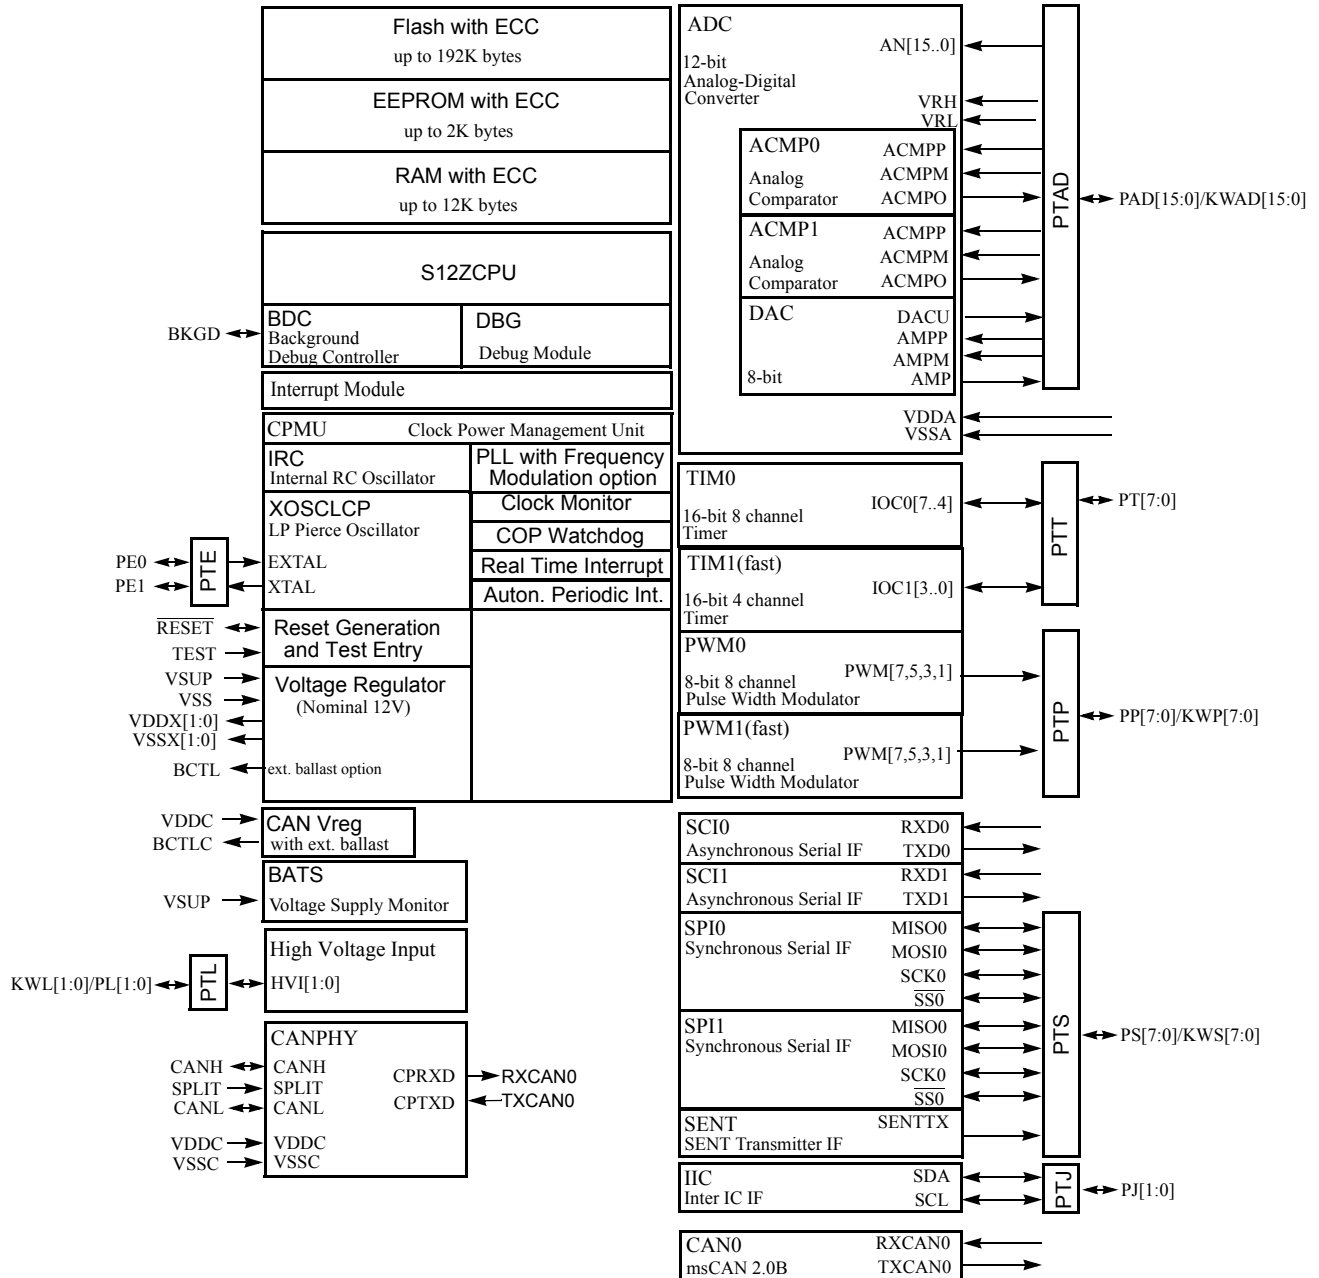 Flash with ECC
up to 192K bytes
EEPROM with ECC
up to 2K bytes
RAM with ECC
up to 12K bytes
S12ZCPU
BKGD
BDC
Background
Debug Controller
DBG
Debug Module
Interrupt Module
CPMU Clock Power Management Unit
IRC
Internal RC Oscillator
PLL with Frequency
Modulation option
XOSCLCP
LP Pierce Oscillator
Clock Monitor
COP Watchdog
Real Time Interrupt
Auton. Periodic Int.
PE0
PE1
PTE
EXTAL
XTAL
RESET
TEST
Reset Generation
and Test Entry
VSUP
VSS
VDDX[1:0]
VSSX[1:0]
BCTL
Voltage Regulator
(Nominal 12V)
ext. ballast option
VDDC
BCTLC
CAN Vreg
with ext. ballast
VSUP
BATS
Voltage Supply Monitor
KWL[1:0]/PL[1:0]
PTL
High Voltage Input
HVI[1:0]
CANPHY
CANH CANH
SPLIT SPLIT
CANL CANL
VDDC VDDC
VSSC VSSC
CPRXD RXCAN0
CPTXD TXCAN0
ADC
12-bit
Analog-Digital
Converter
AN[15..0]
VRH
VRL
ACMP0
Analog
Comparator
ACMPP
ACMPM
ACMPO
ACMP1
Analog
Comparator
ACMPP
ACMPM
ACMPO
DAC
8-bit
DACU
AMPP
AMPM
AMP
VDDA
VSSA
PTAD
PAD[15:0]/KWAD[15:0]
TIM0
16-bit 8 channel
Timer
IOC0[7..4]
TIM1(fast)
16-bit 4 channel
Timer
IOC1[3..0]
PTT
PT[7:0]
PWM0
8-bit 8 channel
Pulse Width Modulator
PWM[7,5,3,1]
PWM1(fast)
8-bit 8 channel
Pulse Width Modulator
PWM[7,5,3,1]
PTP
PP[7:0]/KWP[7:0]
SCI0
Asynchronous Serial IF
RXD0
TXD0
SCI1
Asynchronous Serial IF
RXD1
TXD1
SPI0
Synchronous Serial IF
MISO0
MOSI0
SCK0
SS0
SPI1
Synchronous Serial IF
MISO0
MOSI0
SCK0
SS0
SENT
SENT Transmitter IF
SENTTX
PTS
PS[7:0]/KWS[7:0]
IIC
Inter IC IF
SDA
SCL
PTJ
PJ[1:0]
CAN0
msCAN 2.0B
RXCAN0
TXCAN0